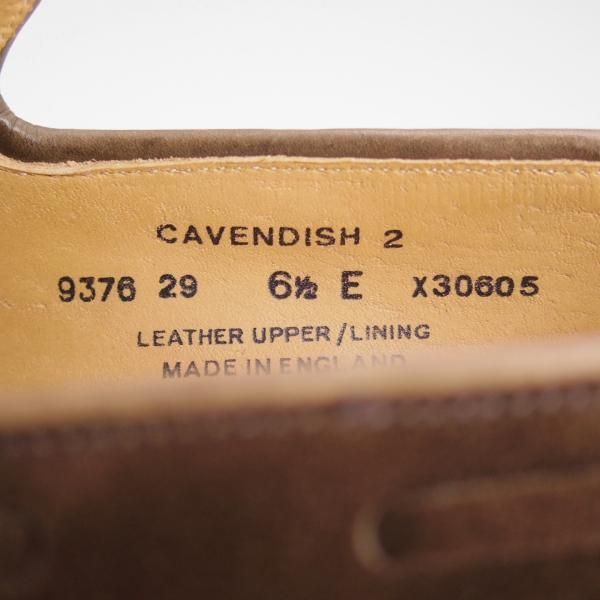 CAVENDISH 2
9376 29 6½ E X30605
LEATHER UPPER/LINING
MADE IN ENGLAND